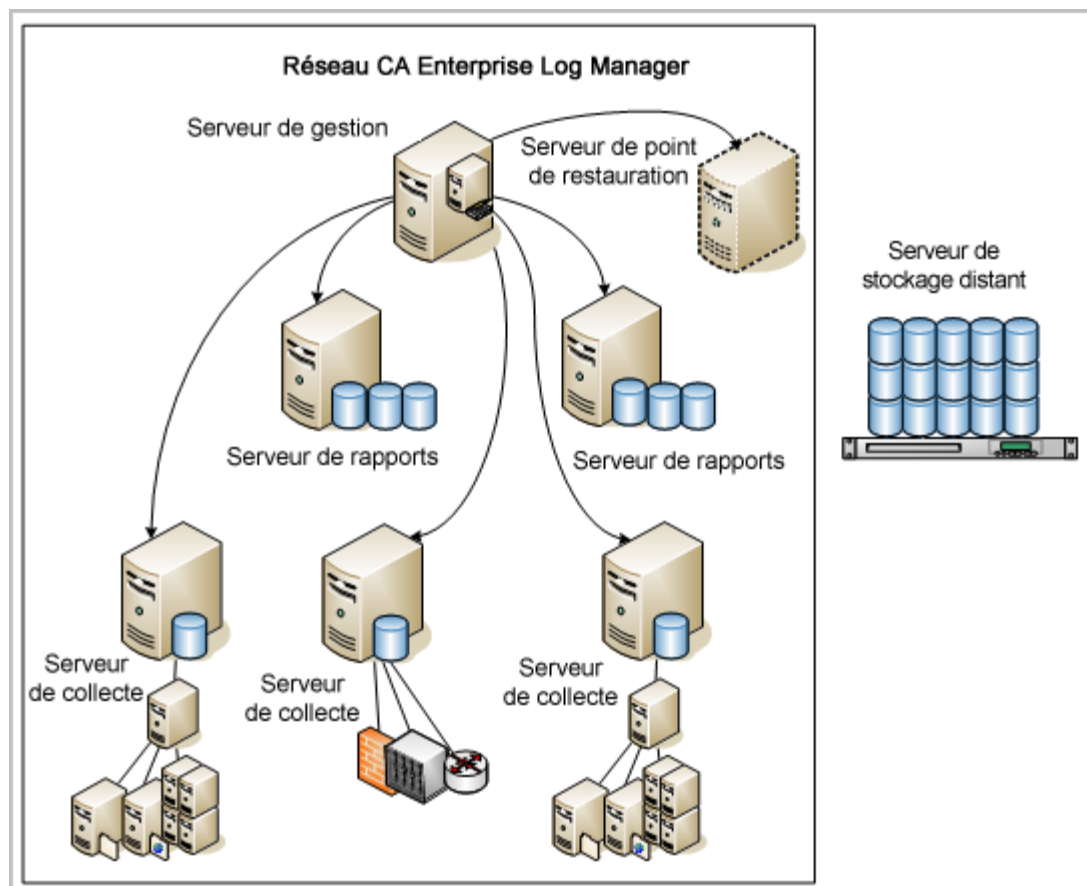 Réseau CA Enterprise Log Manager
Serveur de gestion
Serveur de point
de restauration
Serveur de
stockage distant
Serveur de rapports
Serveur de rapports
Serveur
de collecte
Serveur
de collecte
Serveur
de collecte